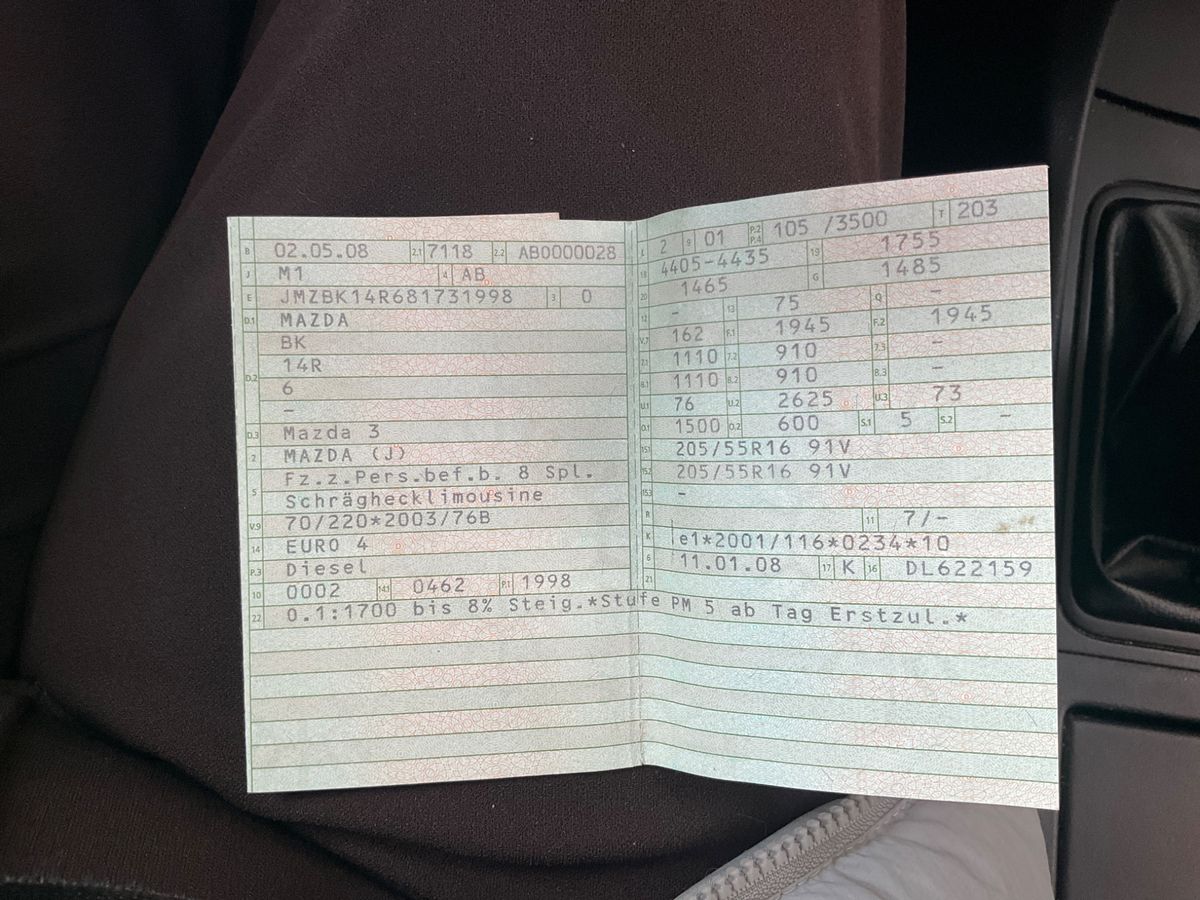 B 02.05.08 2.1 7118 2.2 AB0000028
J M1 4 AB
E JMZBK14R681731998 3 0
D.1 MAZDA
BK
14R
D.2 6
–
D.3 Mazda 3
2 MAZDA (J)
Fz.z.Pers.bef.b. 8 Spl.
5 Schräghecklimousine
V.9 70/220*2003/76B
14 EURO 4
P.3 Diesel
10 0002 14.1 0462 P.1 1998
L 2 9 01 P.2 P.4 105 /3500 T 203
18 4405-4435 19 1755
20 1465 G 1485
12 – 13 75 Q –
V.7 162 F.1 1945 F.2 1945
7.1 1110 7.2 910 7.3 –
8.1 1110 8.2 910 8.3 –
U.1 76 U.2 2625 U.3 73
O.1 1500 O.2 600 S.1 5 S.2 –
15.1 205/55R16 91V
15.2 205/55R16 91V
15.3 –
R 11 7/-
K e1*2001/116*0234*10
6 11.01.08 17 K 16 DL622159
21
22 0.1:1700 bis 8% Steig.*Stufe PM 5 ab Tag Erstzul.*